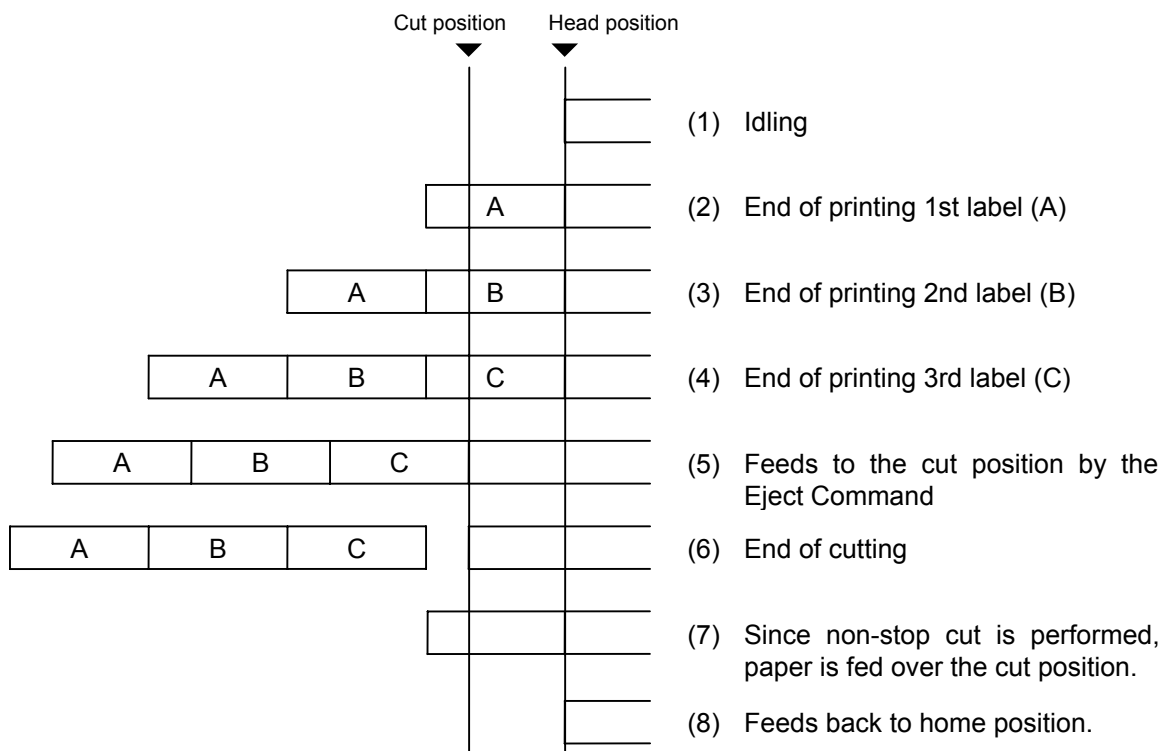 Cut position Head position
(1) Idling
A (2) End of printing 1st label (A)
A B (3) End of printing 2nd label (B)
A B C (4) End of printing 3rd label (C)
A B C (5) Feeds to the cut position by the
Eject Command
A B C (6) End of cutting
(7) Since non-stop cut is performed,
paper is fed over the cut position.
(8) Feeds back to home position.